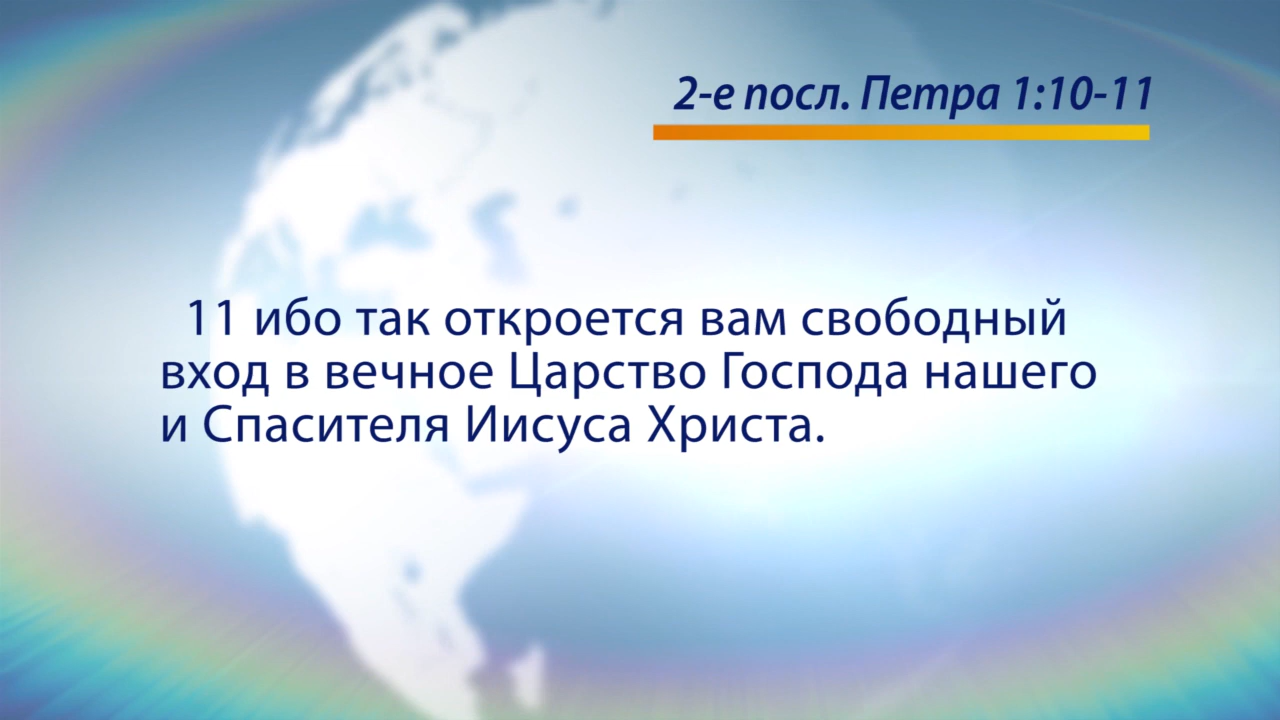 2-е посл. Петра 1:10-11
11 ибо так откроется вам свободный
вход в вечное Царство Господа нашего
и Спасителя Иисуса Христа.